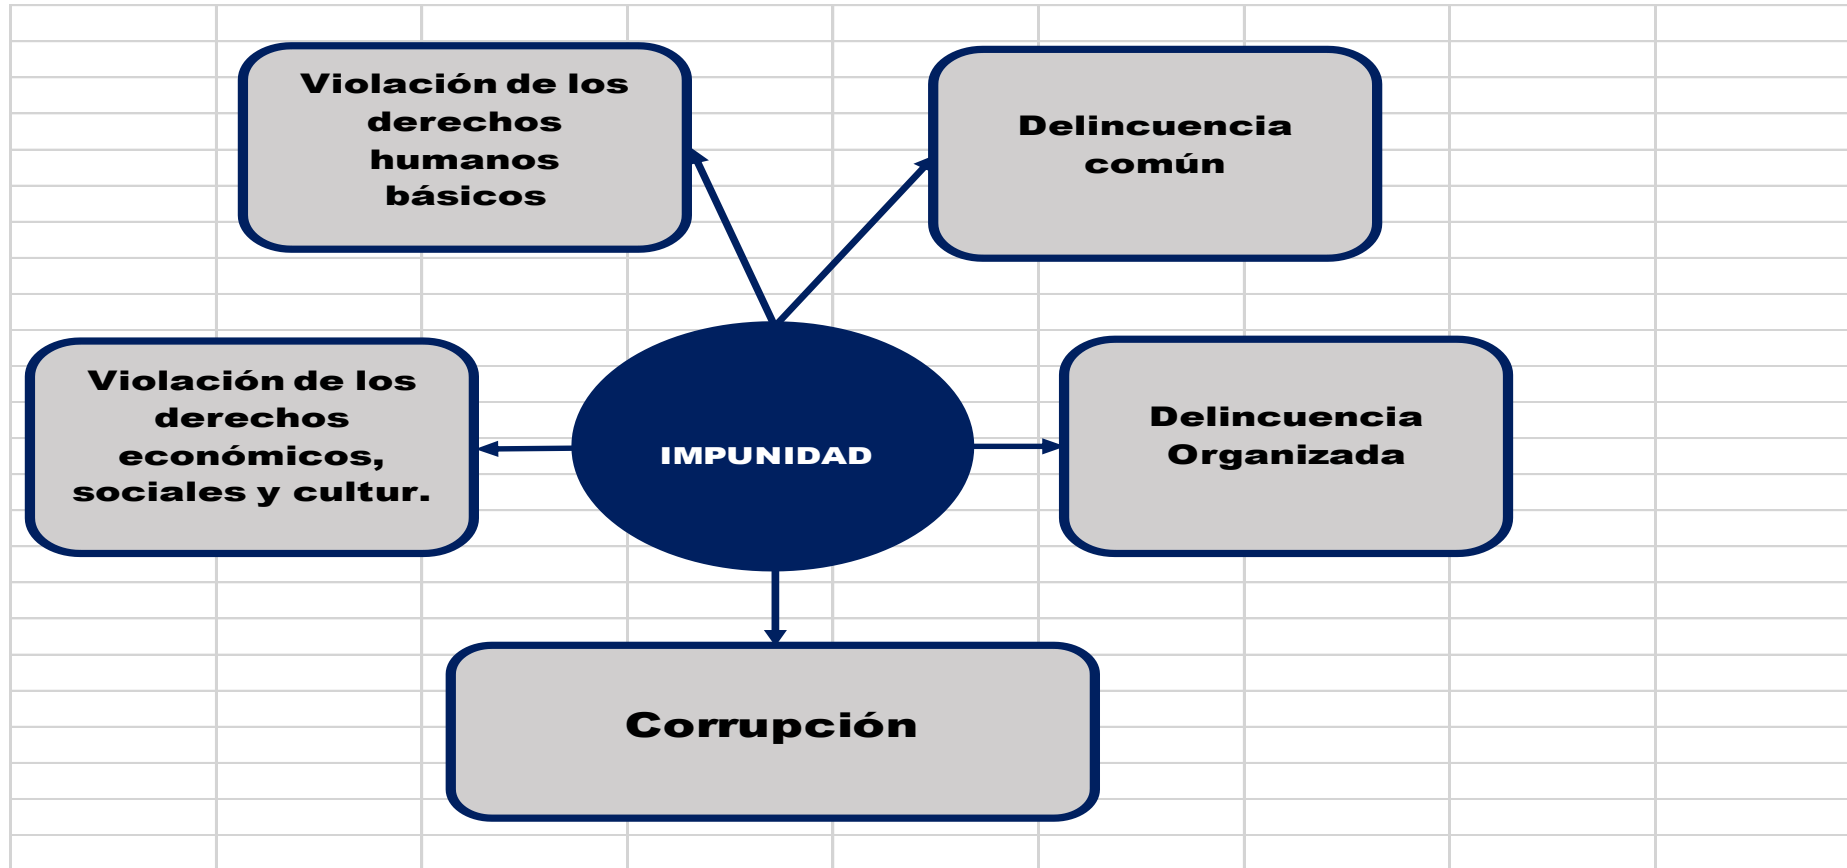 Violación de los
derechos
humanos
básicos
Delincuencia
común
Violación de los
derechos
económicos,
sociales y cultur.
IMPUNIDAD
Delincuencia
Organizada
Corrupción